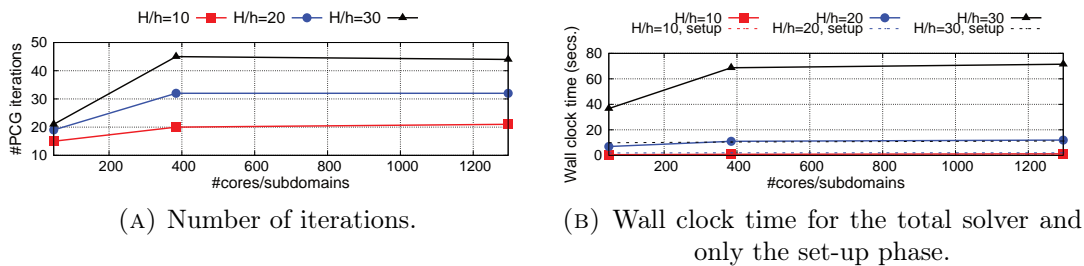 H/h=10 H/h=20 H/h=30
50
40
30
20
10
#PCG iterations
200 400 600 800 1000 1200
#cores/subdomains
(A) Number of iterations.
H/h=10 H/h=20 H/h=30
H/h=10, setup H/h=20, setup H/h=30, setup
80
60
40
20
0
Wall clock time (secs.)
200 400 600 800 1000 1200
#cores/subdomains
(B) Wall clock time for the total solver and
only the set-up phase.